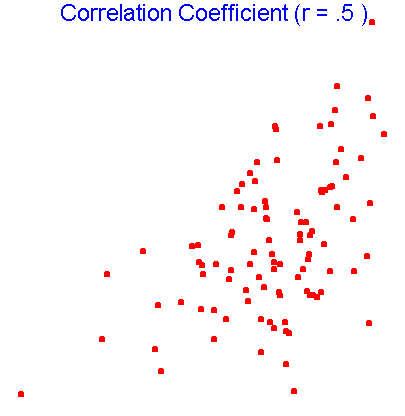 Correlation Coefficient (r = .5 )